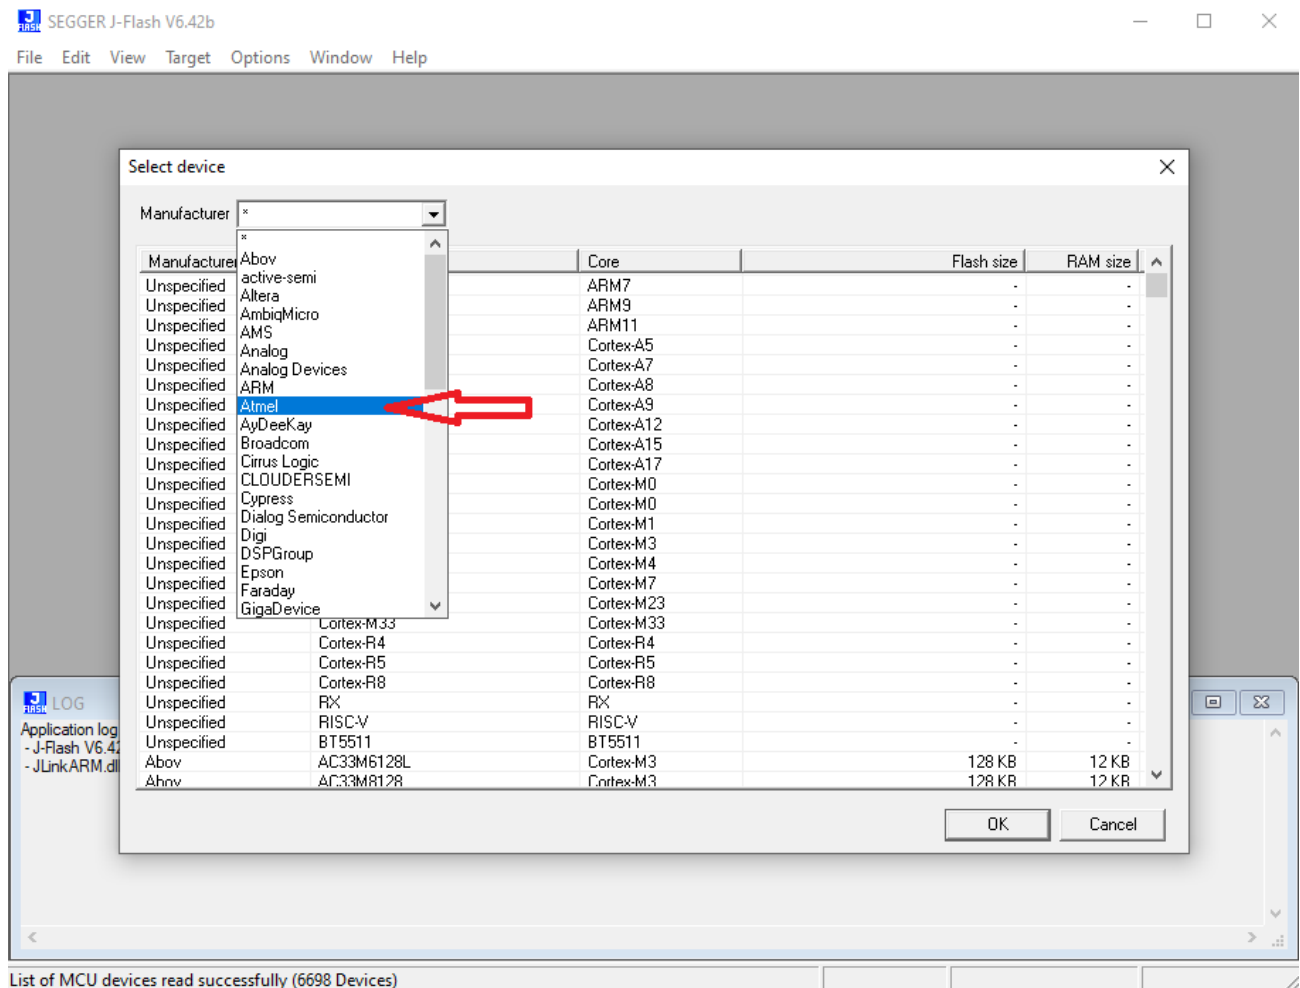 SEGGER J-Flash V6.42b
File Edit View Target Options Window Help
Select device
Manufacturer *
*
Abov
active-semi
Altera
AmbiqMicro
AMS
Analog
Analog Devices
ARM
Atmel
AyDeeKay
Broadcom
Cirrus Logic
CLOUDERSEMI
Cypress
Dialog Semiconductor
Digi
DSPGroup
Epson
Faraday
GigaDevice
Manufacturer Core Flash size RAM size
Unspecified ARM7 - -
Unspecified ARM9 - -
Unspecified ARM11 - -
Unspecified Cortex-A5 - -
Unspecified Cortex-A7 - -
Unspecified Cortex-A8 - -
Unspecified Cortex-A9 - -
Unspecified Cortex-A12 - -
Unspecified Cortex-A15 - -
Unspecified Cortex-A17 - -
Unspecified Cortex-M0 - -
Unspecified Cortex-M0 - -
Unspecified Cortex-M1 - -
Unspecified Cortex-M3 - -
Unspecified Cortex-M4 - -
Unspecified Cortex-M7 - -
Unspecified Cortex-M23 - -
Unspecified Cortex-M33 Cortex-M33 - -
Unspecified Cortex-R4 Cortex-R4 - -
Unspecified Cortex-R5 Cortex-R5 - -
Unspecified Cortex-R8 Cortex-R8 - -
Unspecified RX RX - -
Unspecified RISC-V RISC-V - -
Unspecified BT5511 BT5511 - -
Abov AC33M6128L Cortex-M3 128 KB 12 KB
Abov AC33M8128 Cortex-M3 128 KB 12 KB
OK Cancel
LOG
Application log
- J-Flash V6.42
- JLinkARM.dl
List of MCU devices read successfully (6698 Devices)